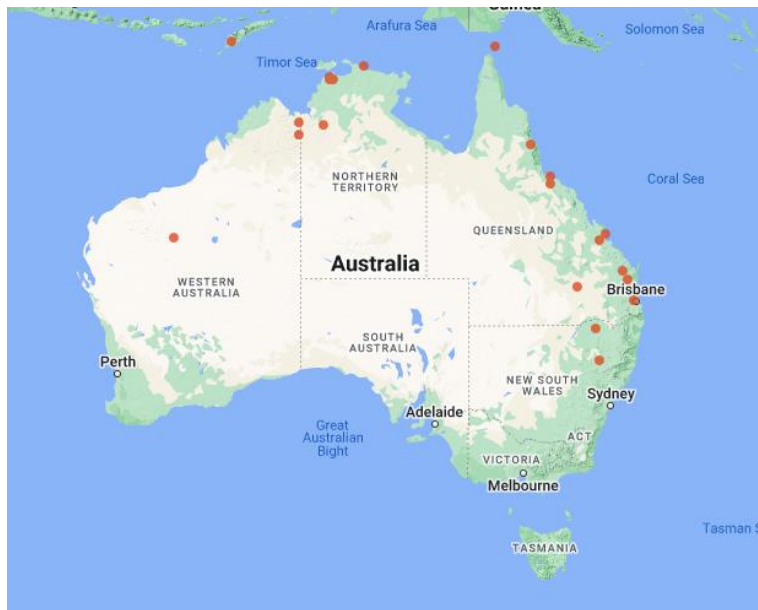 Arafura Sea
Solomon Sea
Timor Sea
NORTHERN
TERRITORY
Coral Sea
QUEENSLAND
Australia
WESTERN
AUSTRALIA
Brisbane
SOUTH
AUSTRALIA
Perth
NEW SOUTH
WALES
Sydney
Adelaide
Great
Australian
Bight
ACT
VICTORIA
Melbourne
Tasman S
TASMANIA